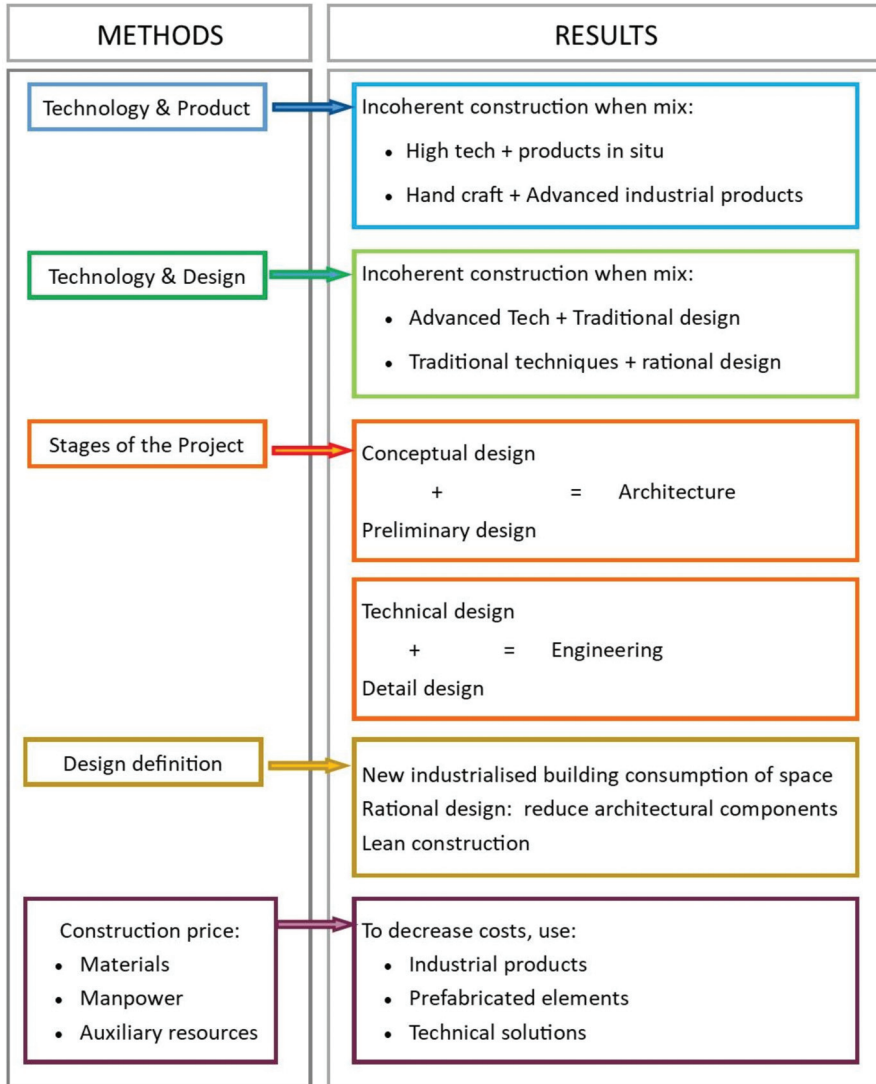 METHODS
RESULTS
Technology & Product
Incoherent construction when mix:
• High tech + products in situ
• Hand craft + Advanced industrial products
Technology & Design
Incoherent construction when mix:
• Advanced Tech + Traditional design
• Traditional techniques + rational design
Stages of the Project
Conceptual design
+ = Architecture
Preliminary design
Technical design
+ = Engineering
Detail design
Design definition
New industrialised building consumption of space
Rational design: reduce architectural components
Lean construction
Construction price:
• Materials
• Manpower
• Auxiliary resources
To decrease costs, use:
• Industrial products
• Prefabricated elements
• Technical solutions